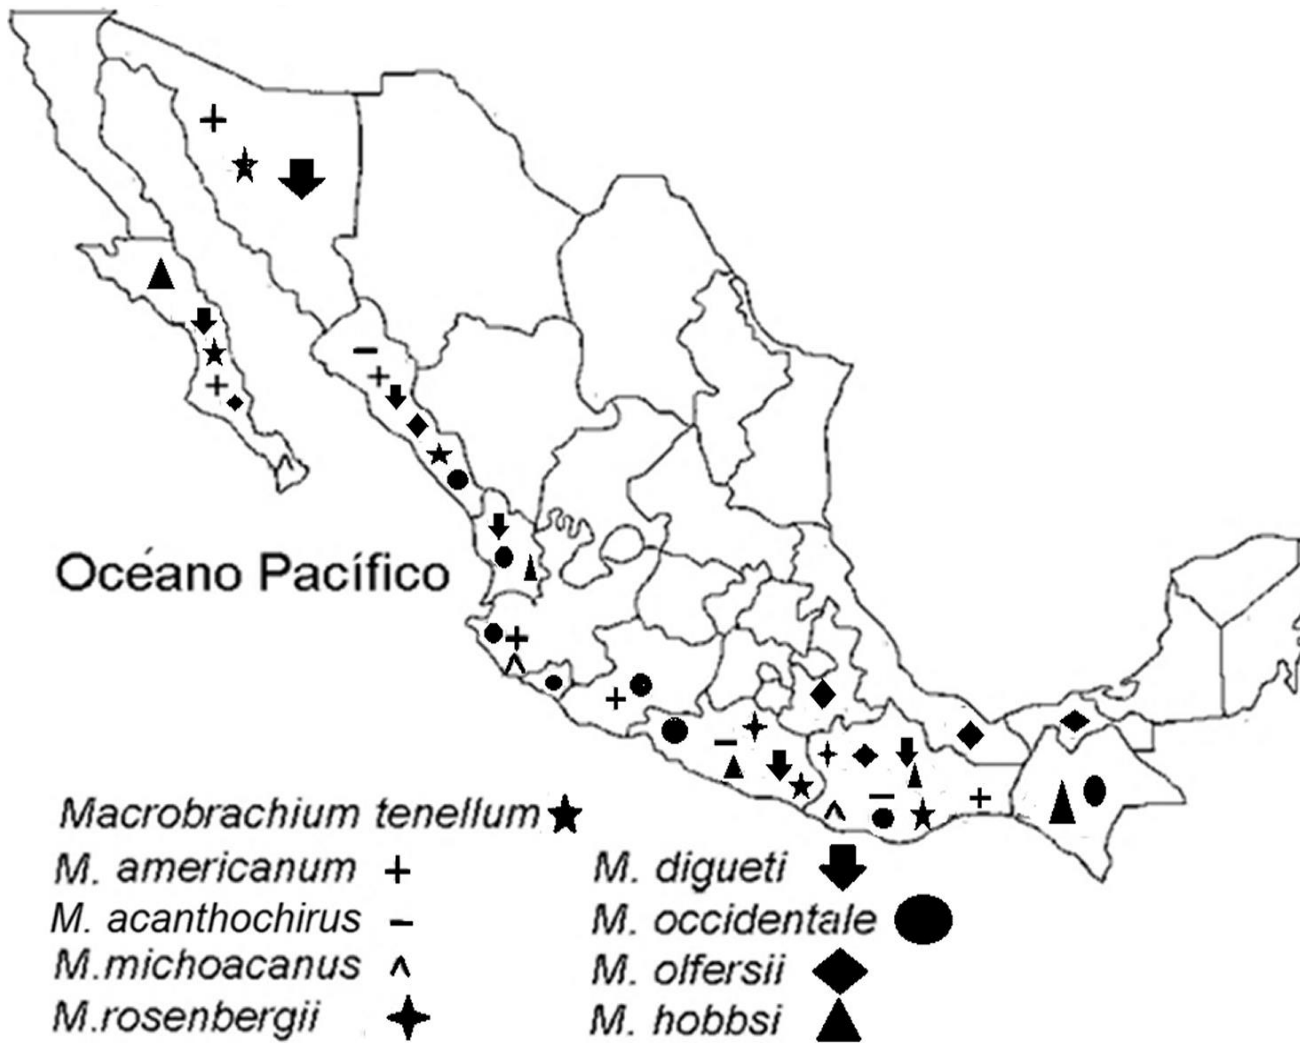 Océano Pacífico
Macrobrachium tenellum
M. americanum
M. acanthochirus
M.michoacanus
M.rosenbergii
M. digueti
M. occidentale
M. olfersii
M. hobbsi